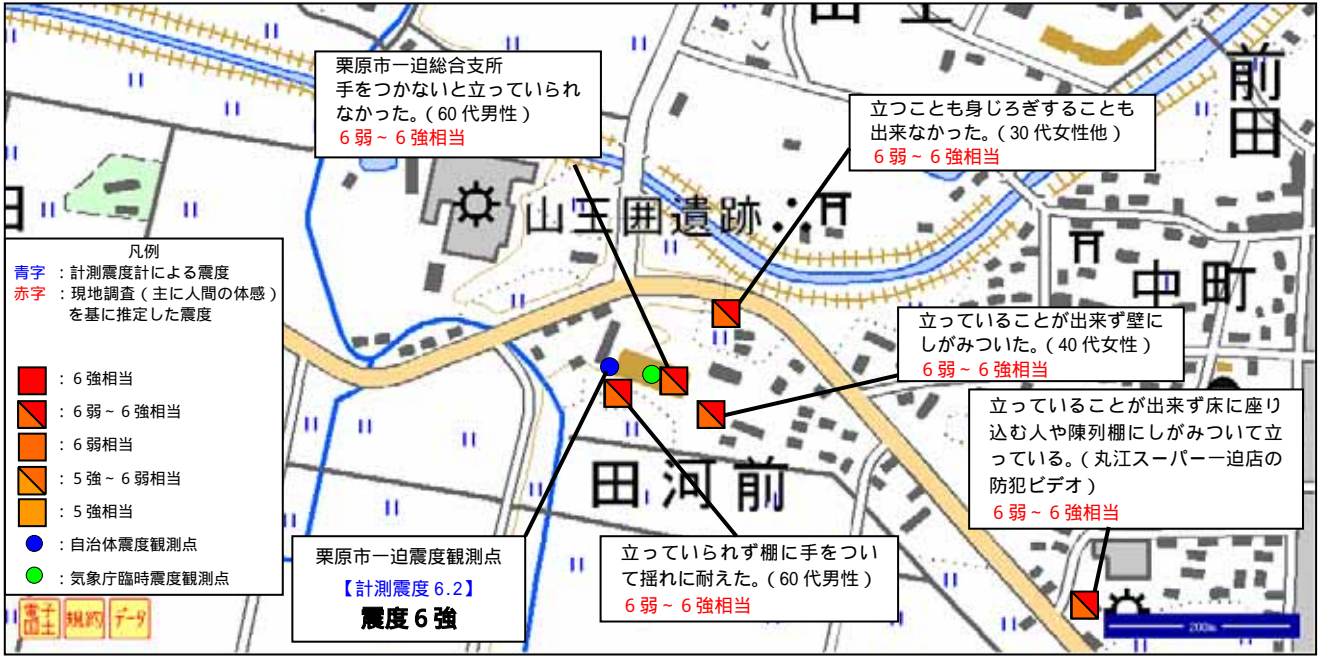 田 土
前
田
栗原市一迫総合支所
手をつかないと立っていられ
なかった。(60代男性)
6弱~6強相当
立つことも身じろぎすることも
出来なかった。(30代女性他)
6弱~6強相当
田
山王囲遺跡
中町
凡例
青字 :計測震度計による震度
赤字 :現地調査(主に人間の体感)
を基に推定した震度
:6強相当
:6弱~6強相当
:6弱相当
:5強~6弱相当
:5強相当
:自治体震度観測点
:気象庁臨時震度観測点
立っていることが出来ず壁に
しがみついた。(40代女性)
6弱~6強相当
立っていることが出来ず床に座り
込む人や陳列棚にしがみついて立
っている。(丸江スーパー一迫店の
防犯ビデオ)
6弱~6強相当
田河前
栗原市一迫震度観測点
【計測震度6.2】
震度6強
立っていられず棚に手をつい
て揺れに耐えた。(60代男性)
6弱~6強相当
電子
国土
データ
200m